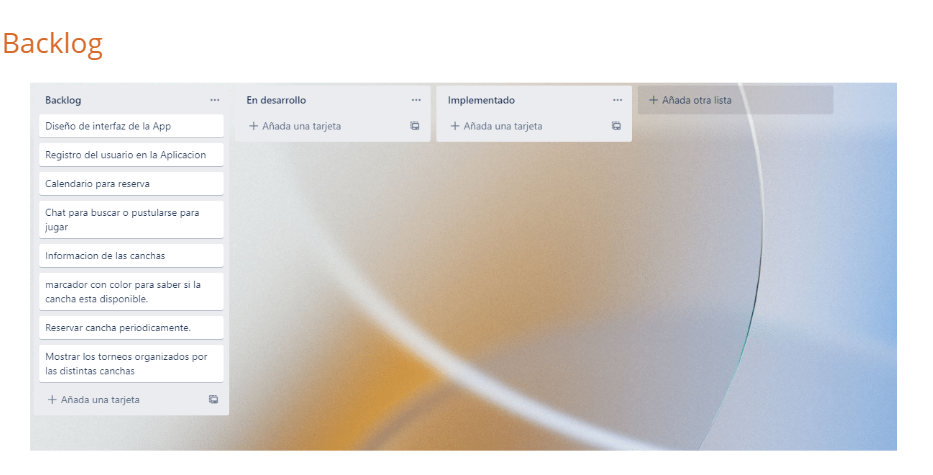 Backlog
Backlog
Diseño de interfaz de la App
Registro del usuario en la Aplicacion
Calendario para reserva
Chat para buscar o pustularse para
jugar
Informacion de las canchas
marcador con color para saber si la
cancha esta disponible.
Reservar cancha periodicamente.
Mostrar los torneos organizados por
las distintas canchas
+ Añada una tarjeta
En desarrollo
+ Añada una tarjeta
Implementado
+ Añada una tarjeta
+ Añada otra lista